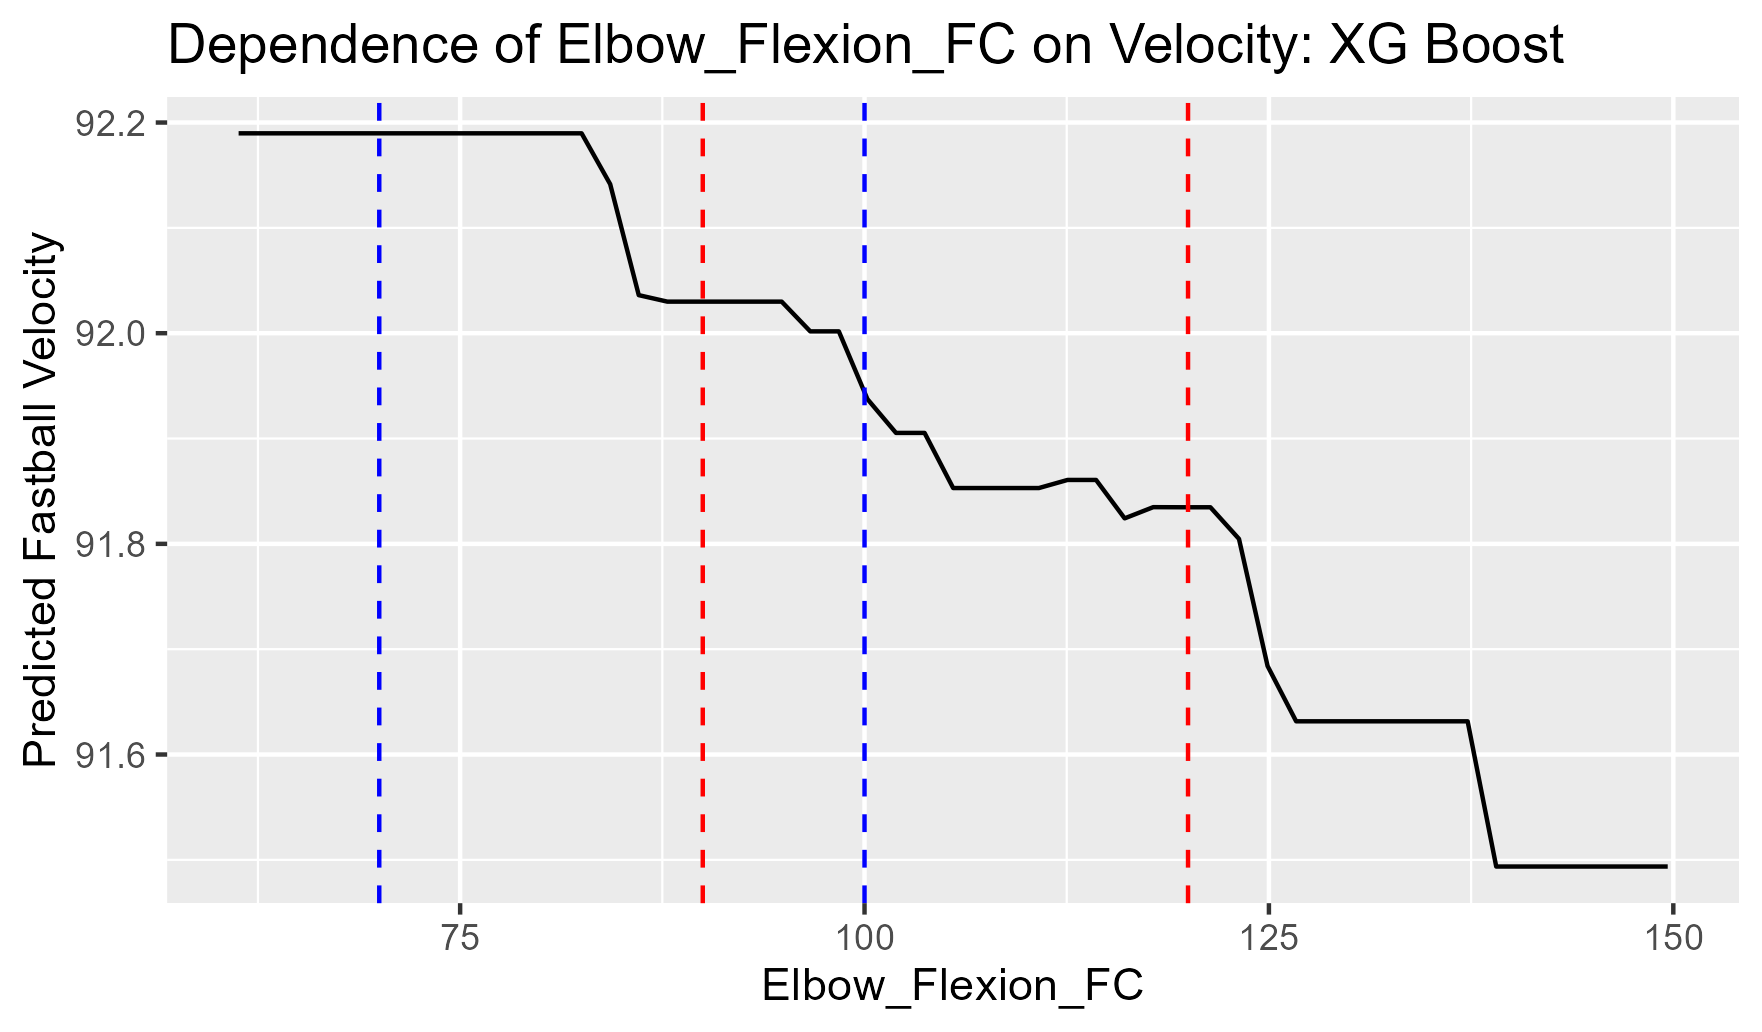 Dependence of Elbow_Flexion_FC on Velocity: XG Boost
Predicted Fastball Velocity
92.2
92.0
91.8
91.6
75
100
125
150
Elbow_Flexion_FC